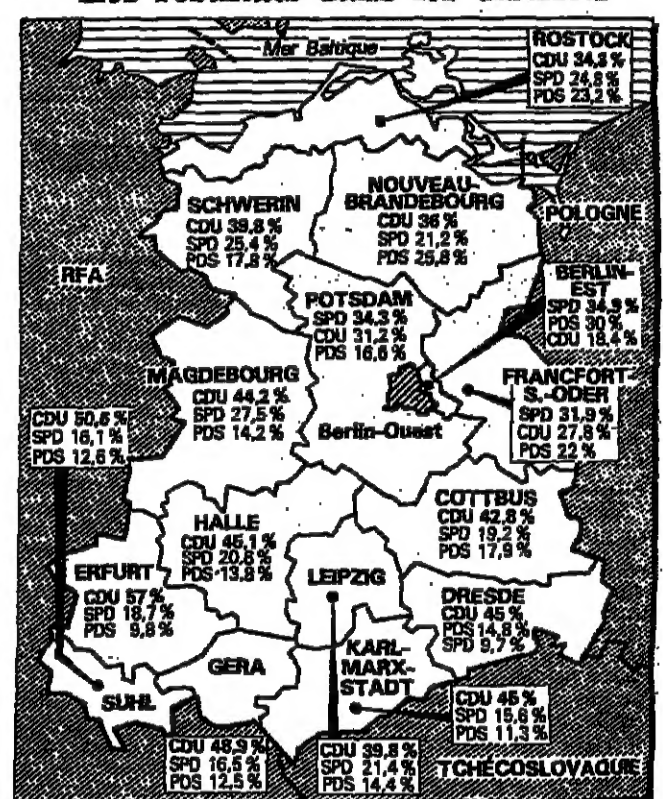 Mer Baltique
ROSTOCK
CDU 34,3 %
SPD 24,8 %
PDS 23,2 %
SCHWERIN
CDU 39,8 %
SPD 25,4 %
PDS 17,8 %
NOUVEAU-
BRANDEBOURG
CDU 36 %
SPD 21,2 %
PDS 25,8 %
POLOGNE
RFA
POTSDAM
SPD 34,3 %
CDU 31,2 %
PDS 16,6 %
BERLIN-
EST
SPD 34,9 %
PDS 30 %
CDU 18,4 %
MAGDEBOURG
CDU 44,2 %
SPD 27,5 %
PDS 14,2 %
Berlin-Ouest
FRANCFORT-
S.-ODER
SPD 31,9 %
CDU 27,8 %
PDS 22 %
CDU 50,6 %
SPD 16,1 %
PDS 12,6 %
HALLE
CDU 45,1 %
SPD 20,8 %
PDS 13,8 %
COTTBUS
CDU 42,8 %
SPD 19,2 %
PDS 17,9 %
ERFURT
CDU 57 %
SPD 18,7 %
PDS 9,8 %
LEIPZIG
DRESDE
CDU 45 %
PDS 14,8 %
SPD 9,7 %
GERA
KARL-
MARX-
STADT
SUHL
CDU 45 %
SPD 15,6 %
PDS 11,3 %
CDU 48,9 %
SPD 16,5 %
PDS 12,5 %
CDU 39,8 %
SPD 21,4 %
PDS 14,4 %
TCHÉCOSLOVAQUIE